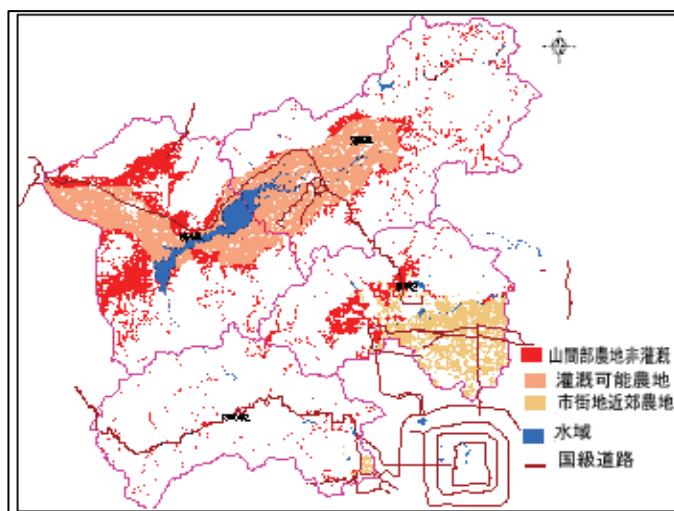 山間部農地非灌漑
灌漑可能農地
市街地近郊農地
水域
国級道路